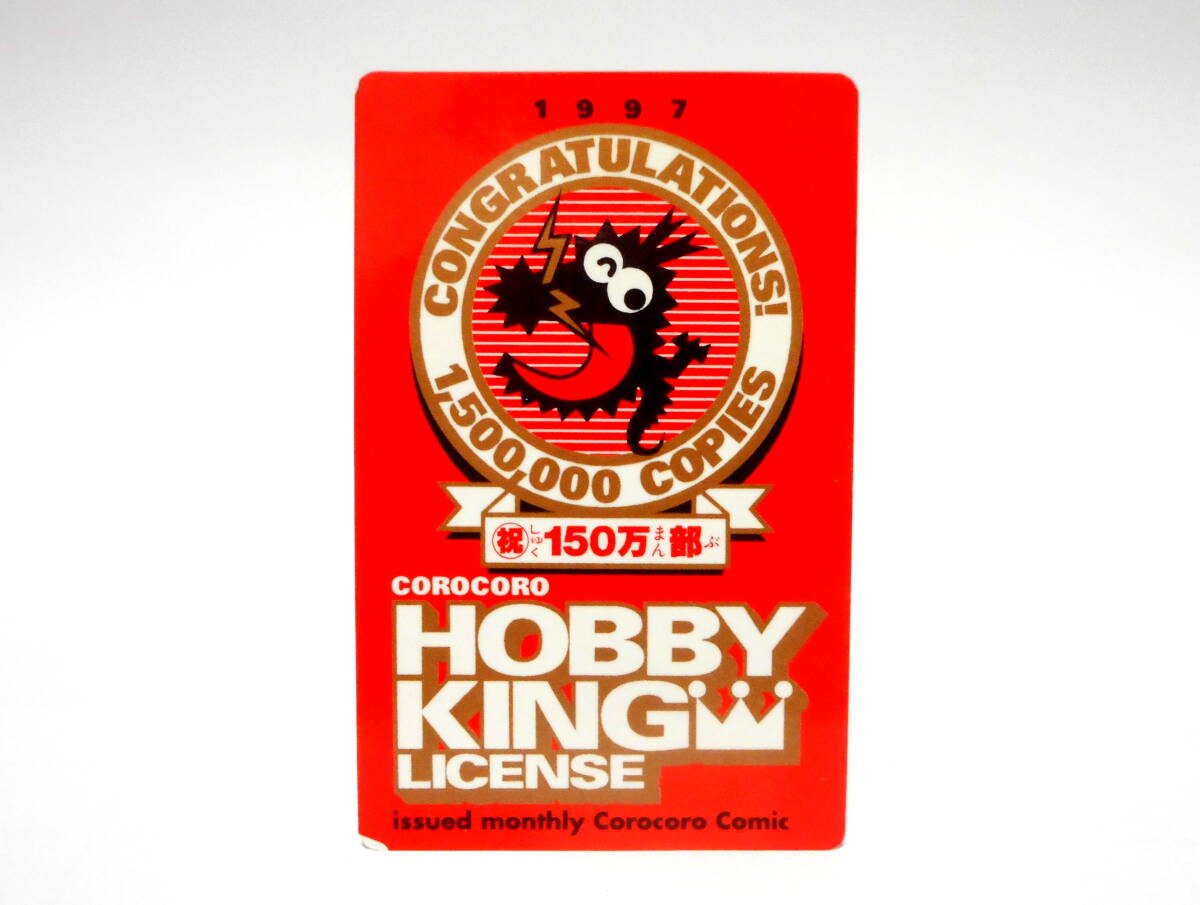 1997
CONGRATULATIONS!
1,500,000 COPIES
祝しゅく150万まん部ぶ
COROCORO
HOBBY
KING
LICENSE
issued monthly Corocoro Comic